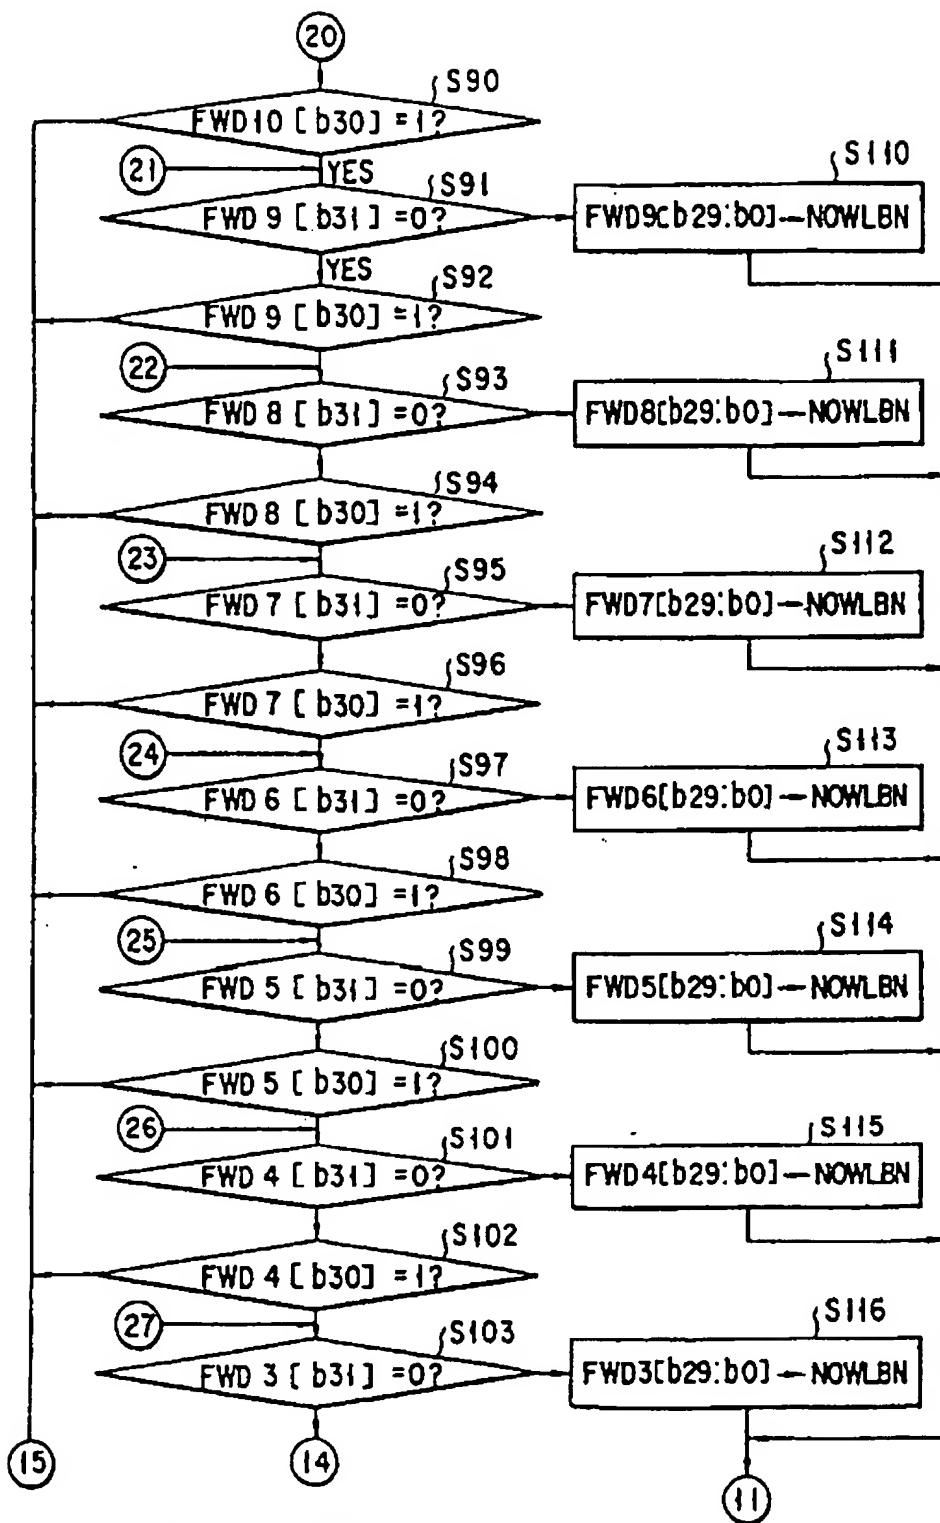 20
S90
FWD10 [b30] =1?
21
YES
S91
S110
FWD 9 [b31] =0?
FWD9[b29:b0]—NOWLBN
YES
S92
FWD 9 [b30] =1?
22
S93
S111
FWD 8 [b31] =0?
FWD8[b29:b0]—NOWLBN
S94
FWD 8 [b30] =1?
23
S95
S112
FWD 7 [b31] =0?
FWD7[b29:b0]—NOWLBN
S96
FWD 7 [b30] =1?
24
S97
S113
FWD 6 [b31] =0?
FWD6[b29:b0]—NOWLBN
S98
FWD 6 [b30] =1?
25
S99
S114
FWD 5 [b31] =0?
FWD5[b29:b0]—NOWLBN
S100
FWD 5 [b30] =1?
26
S101
S115
FWD 4 [b31] =0?
FWD4[b29:b0]—NOWLBN
S102
FWD 4 [b30] =1?
27
S103
S116
FWD 3 [b31] =0?
FWD3[b29:b0]—NOWLBN
15
14
11